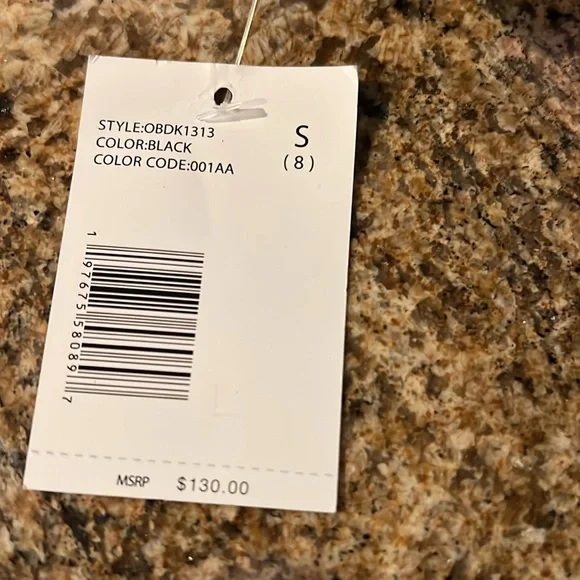 STYLE:OBDK1313
COLOR:BLACK
COLOR CODE:001AA
S
(8)
1 97675 58089 7
MSRP $130.00